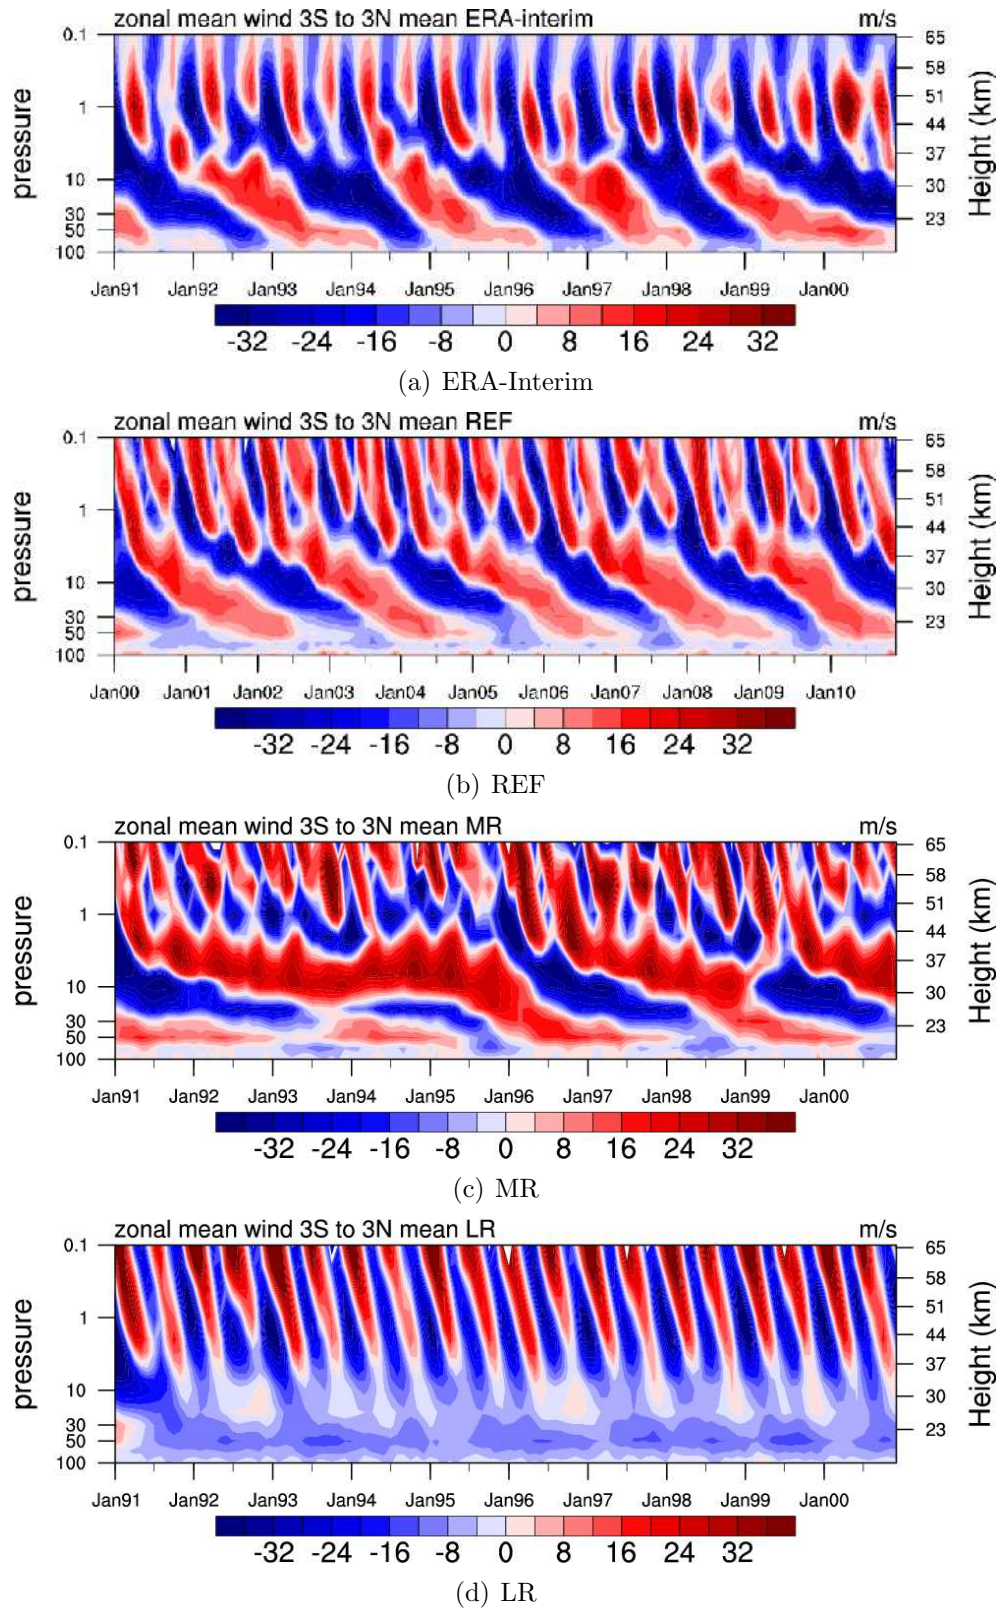 zonal mean wind 3S to 3N mean ERA-interim m/s
0.1 65
58
1 51
44
37
10 30
30 23
50
100
pressure
Height (km)
Jan91 Jan92 Jan93 Jan94 Jan95 Jan96 Jan97 Jan98 Jan99 Jan00
-32 -24 -16 -8 0 8 16 24 32
(a) ERA-Interim
zonal mean wind 3S to 3N mean REF m/s
0.1 65
58
1 51
44
37
10 30
30 23
50
100
pressure
Height (km)
Jan00 Jan01 Jan02 Jan03 Jan04 Jan05 Jan06 Jan07 Jan08 Jan09 Jan10
-32 -24 -16 -8 0 8 16 24 32
(b) REF
zonal mean wind 3S to 3N mean MR m/s
0.1 65
58
1 51
44
37
10 30
30 23
50
100
pressure
Height (km)
Jan91 Jan92 Jan93 Jan94 Jan95 Jan96 Jan97 Jan98 Jan99 Jan00
-32 -24 -16 -8 0 8 16 24 32
(c) MR
zonal mean wind 3S to 3N mean LR m/s
0.1 65
58
1 51
44
37
10 30
30 23
50
100
pressure
Height (km)
Jan91 Jan92 Jan93 Jan94 Jan95 Jan96 Jan97 Jan98 Jan99 Jan00
-32 -24 -16 -8 0 8 16 24 32
(d) LR